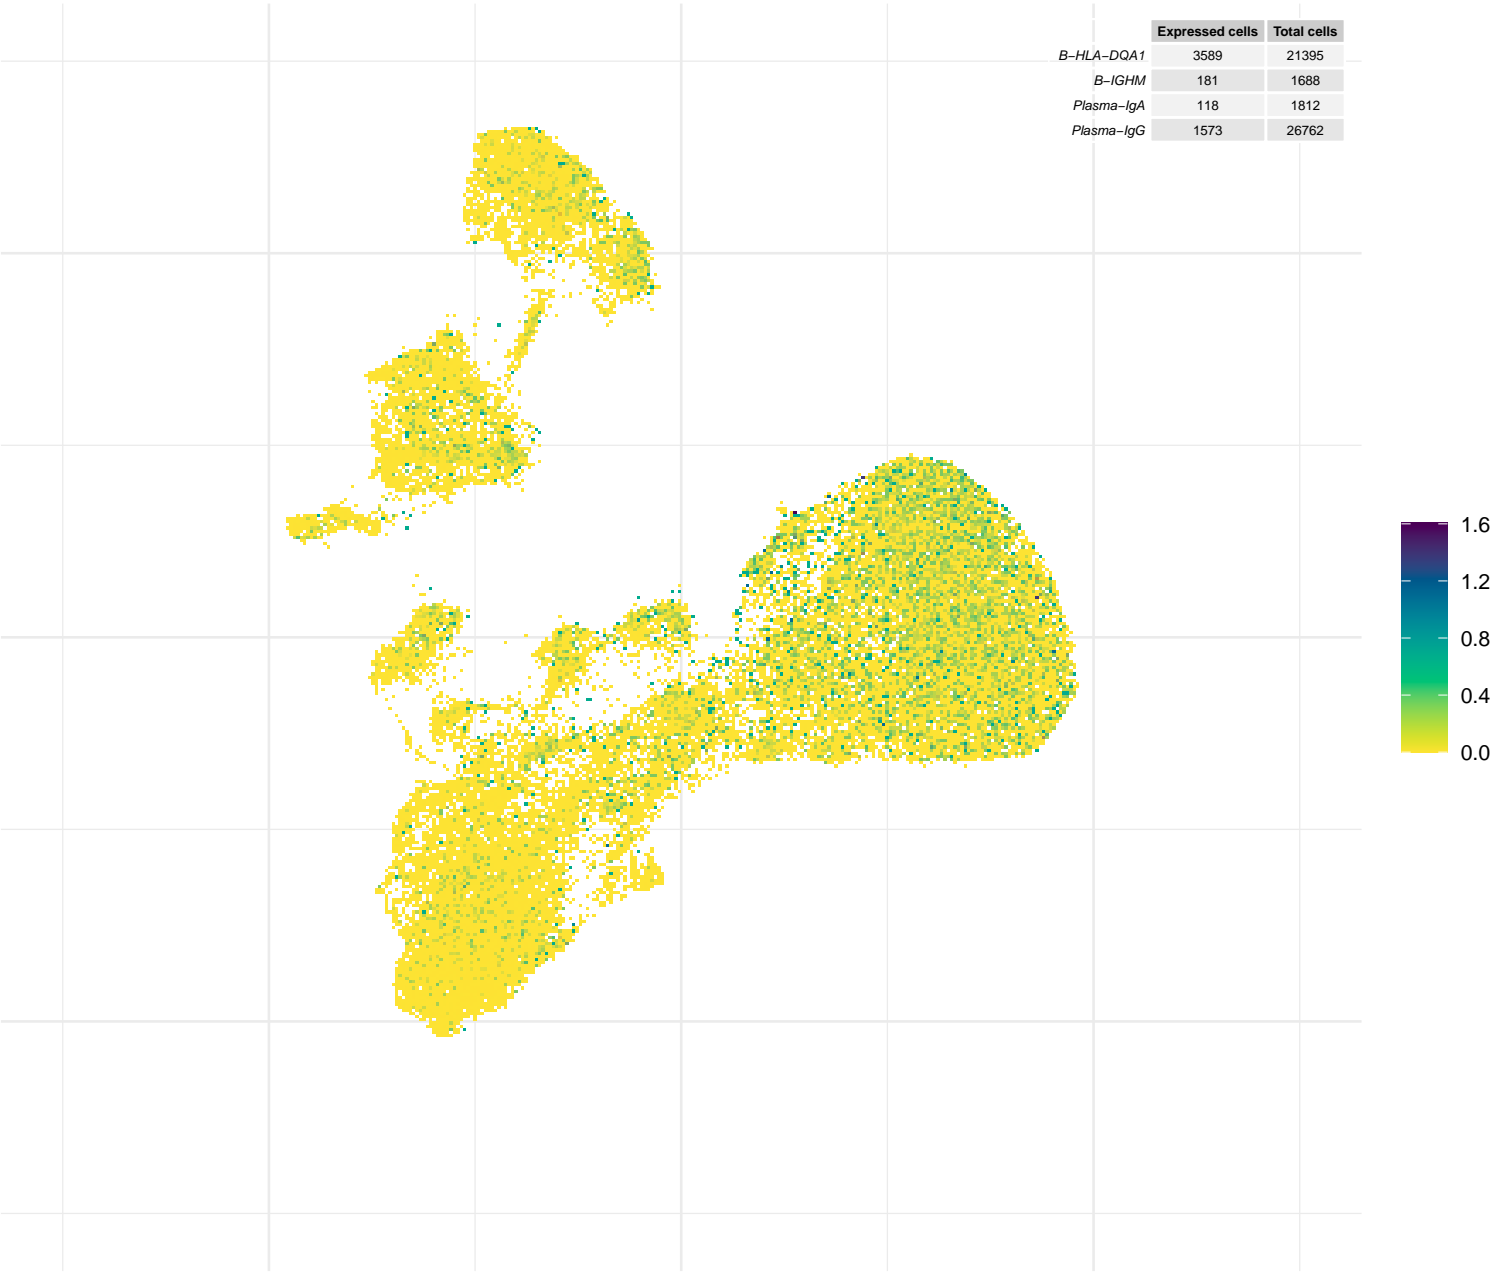 Expressed cells Total cells
B−HLA−DQA1 3589 21395
B−IGHM 181 1688
Plasma−IgA 118 1812
Plasma−IgG 1573 26762
1.6
1.2
0.8
0.4
0.0